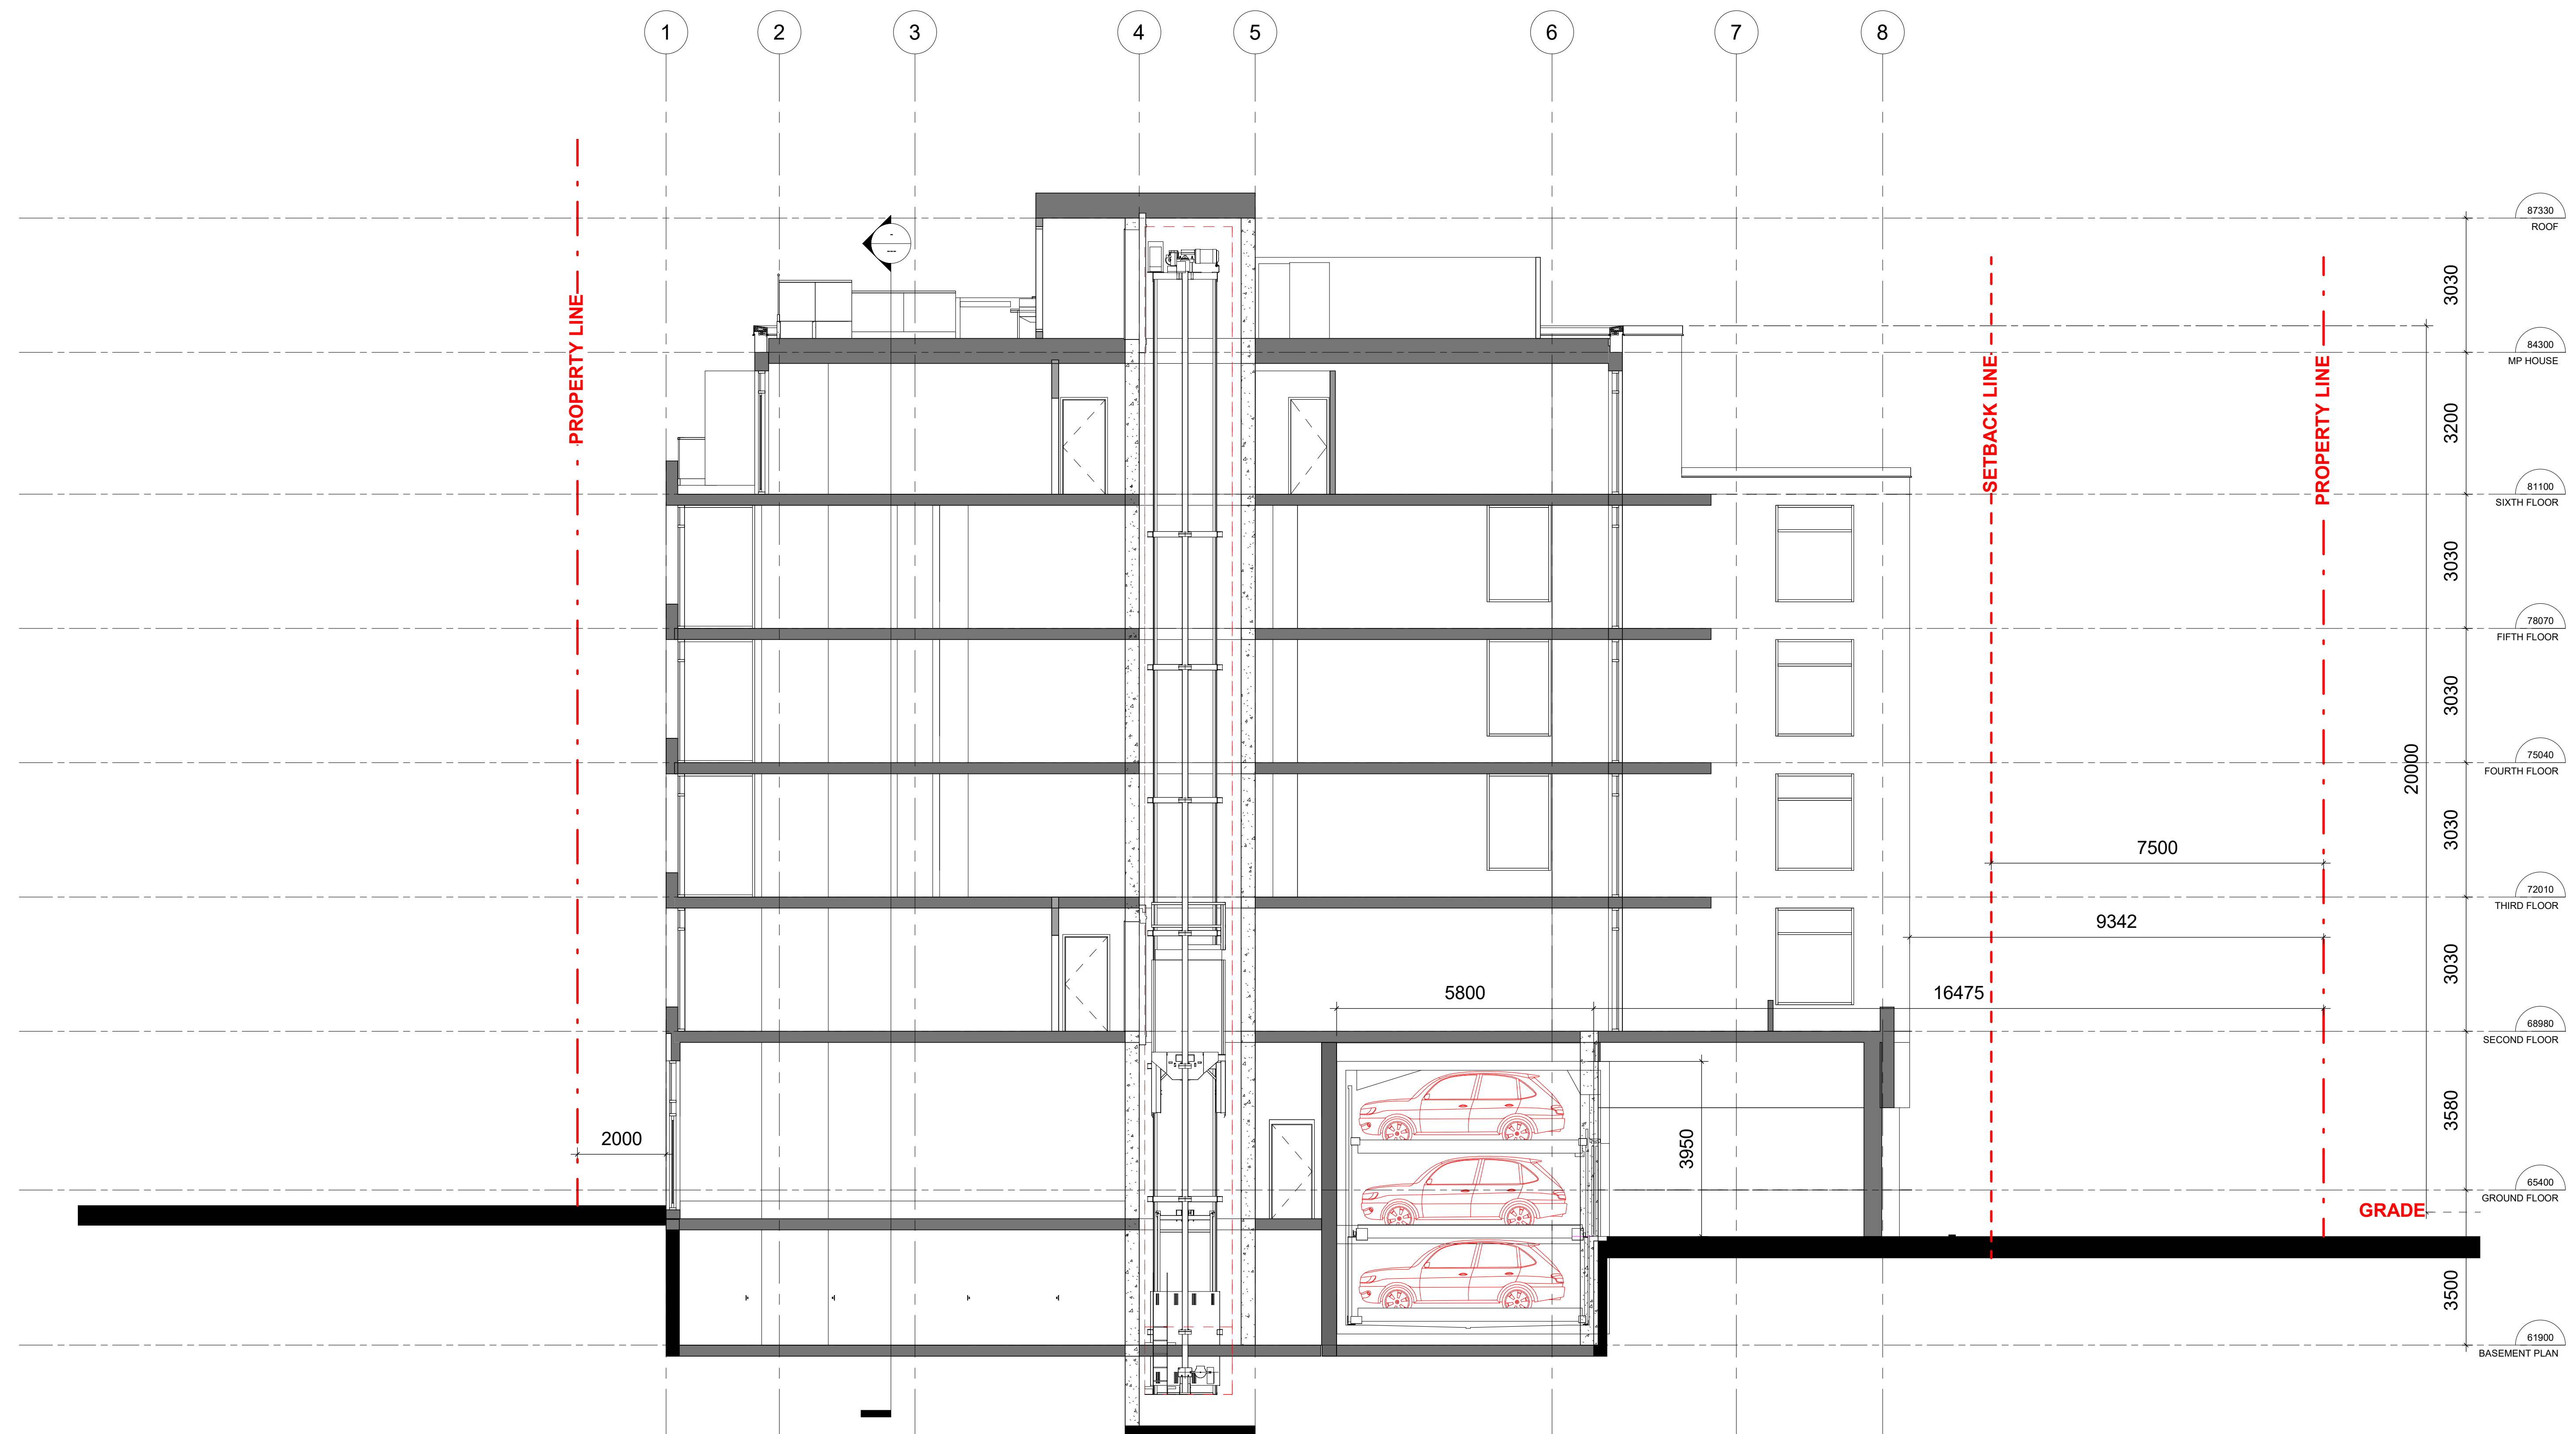 1
2
3
4
5
6
7
8
87330
ROOF
3030
PROPERTY LINE
84300
MP HOUSE
SETBACK LINE
PROPERTY LINE
3200
81100
SIXTH FLOOR
3030
78070
FIFTH FLOOR
3030
75040
FOURTH FLOOR
20000
3030
7500
72010
THIRD FLOOR
9342
3030
5800
16475
68980
SECOND FLOOR
3580
2000
3950
65400
GROUND FLOOR
GRADE
3500
61900
BASEMENT PLAN